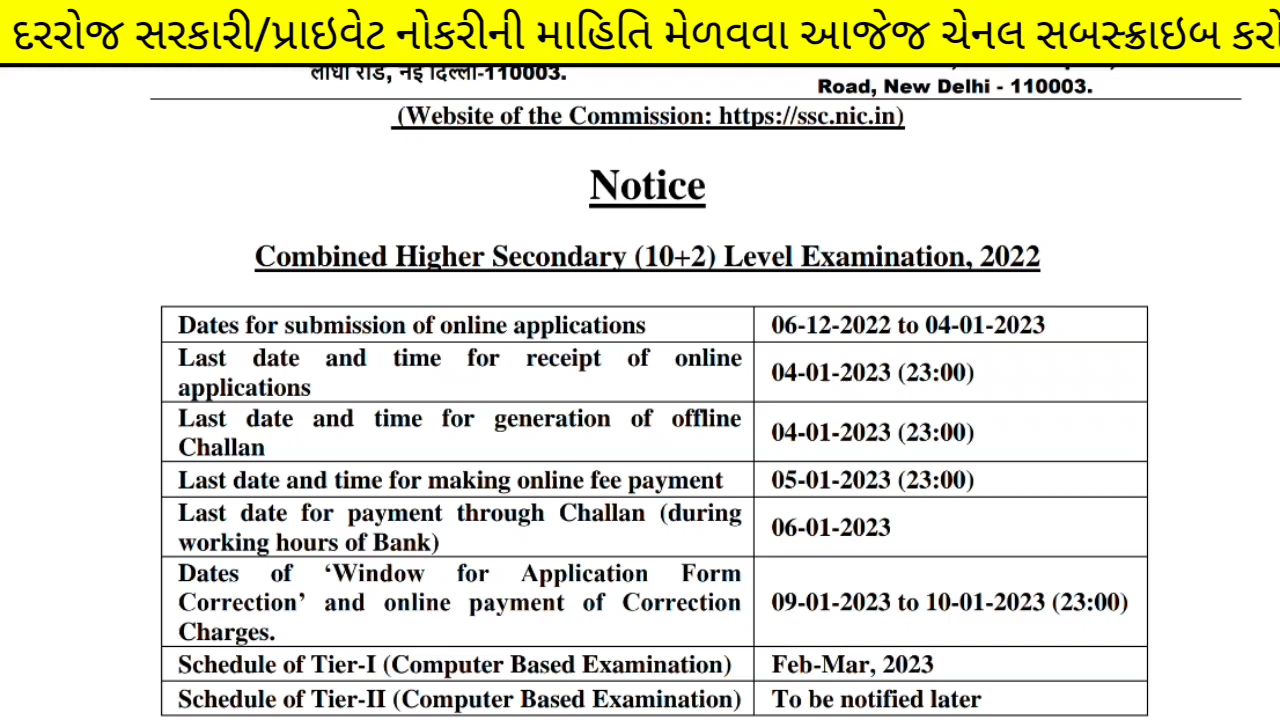 દરરોજ સરકારી/પ્રાઇવેટ નોકરીની માહિતિ મેળવવા આજેજ ચેનલ સબસ્ક્રાઇબ કરો
लोधी रोड, नई दिल्ली-110003.
Road, New Delhi - 110003.
(Website of the Commission: https://ssc.nic.in)
Notice
Combined Higher Secondary (10+2) Level Examination, 2022
Dates for submission of online applications 06-12-2022 to 04-01-2023
Last date and time for receipt of online
applications 04-01-2023 (23:00)
Last date and time for generation of offline
Challan 04-01-2023 (23:00)
Last date and time for making online fee payment 05-01-2023 (23:00)
Last date for payment through Challan (during
working hours of Bank) 06-01-2023
Dates of ‘Window for Application Form
Correction’ and online payment of Correction 09-01-2023 to 10-01-2023 (23:00)
Charges.
Schedule of Tier-I (Computer Based Examination) Feb-Mar, 2023
Schedule of Tier-II (Computer Based Examination) To be notified later